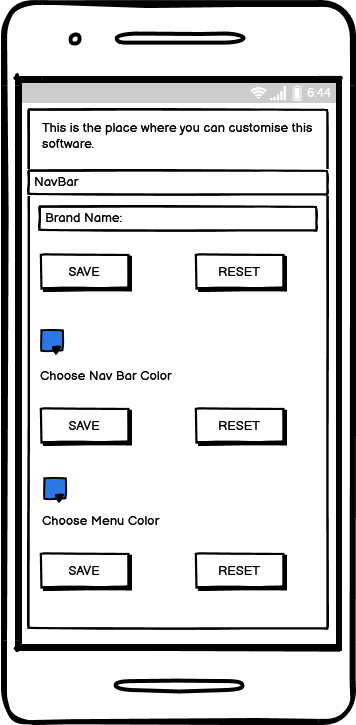 6:44
This is the place where you can customise this
software.
NavBar
Brand Name:
SAVE RESET
Choose Nav Bar Color
SAVE RESET
Choose Menu Color
SAVE RESET